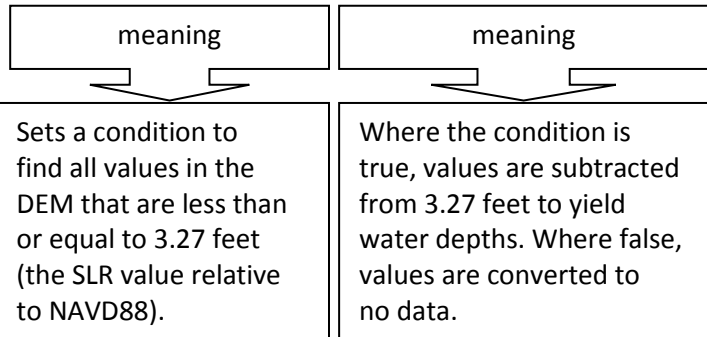 meaning
meaning
Sets a condition to
find all values in the
DEM that are less than
or equal to 3.27 feet
(the SLR value relative
to NAVD88).
Where the condition is
true, values are subtracted
from 3.27 feet to yield
water depths. Where false,
values are converted to
no data.